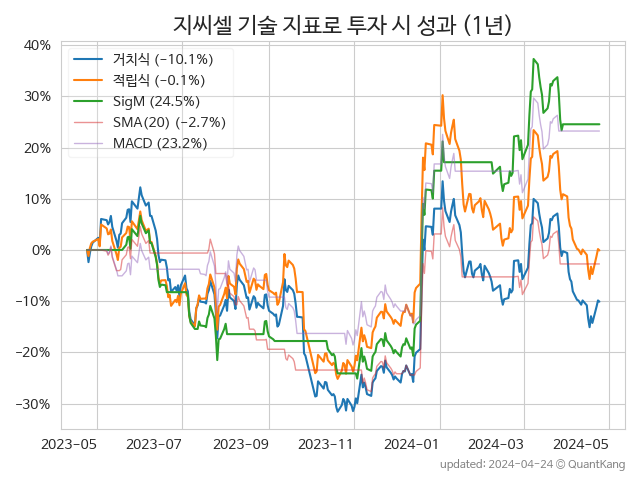 지씨셀 기술 지표로 투자 시 성과 (1년)
거치식 (−10.1%)
적립식 (−0.1%)
SigM (24.5%)
SMA(20) (−2.7%)
MACD (23.2%)
40%
30%
20%
10%
0%
−10%
−20%
−30%
2023−05 2023−07 2023−09 2023−11 2024−01 2024−03 2024−05
updated: 2024−04−24 ⓒ QuantKang